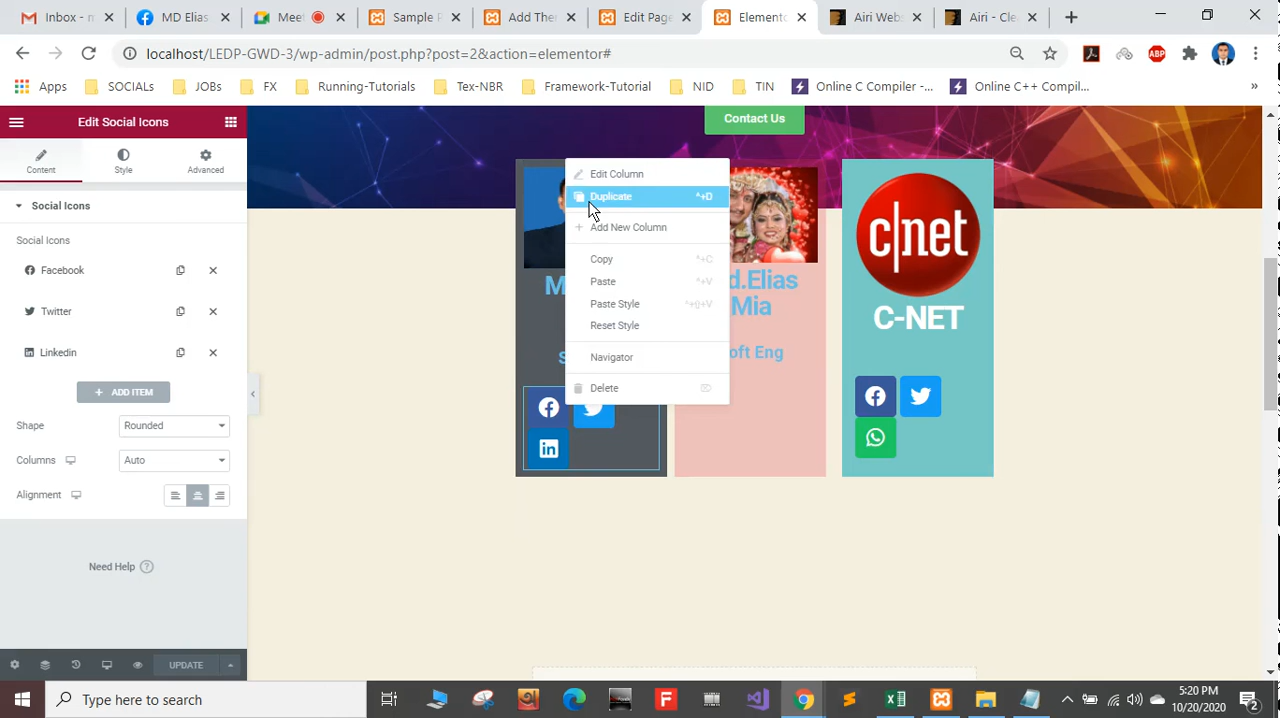 Inbox -
MD Elias
Meet
Sample P
Add The
Edit Page
Elemento
Airi Webs
Airi - Cle
localhost/LEDP-GWD-3/wp-admin/post.php?post=2&action=elementor#
ABP
Apps
SOCIALs
JOBs
FX
Running-Tutorials
Tex-NBR
Framework-Tutorial
NID
TIN
Online C Compiler -...
Online C++ Compil...
»
Edit Social Icons
Content
Style
Advanced
Social Icons
Social Icons
Facebook
Twitter
Linkedin
+ ADD ITEM
Shape
Rounded
Columns
Auto
Alignment
Need Help
UPDATE
Contact Us
Edit Column
Duplicate ^+D
Add New Column
Copy ^+C
Paste ^+V
Paste Style ^+⇧+V
Reset Style
Navigator
Delete
M
S
d.Elias
Mia
oft Eng
c|net
C-NET
Type here to search
5:20 PM
10/20/2020
2